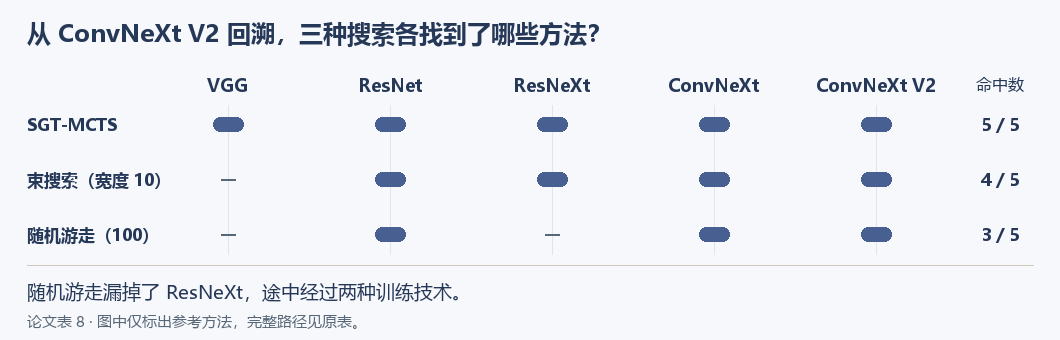 从 ConvNeXt V2 回溯，三种搜索各找到了哪些方法？
VGG ResNet ResNeXt ConvNeXt ConvNeXt V2 命中数
SGT-MCTS 5 / 5
束搜索（宽度 10） — 4 / 5
随机游走（100） — — 3 / 5
随机游走漏掉了 ResNeXt，途中经过两种训练技术。
论文表 8 · 图中仅标出参考方法，完整路径见原表。